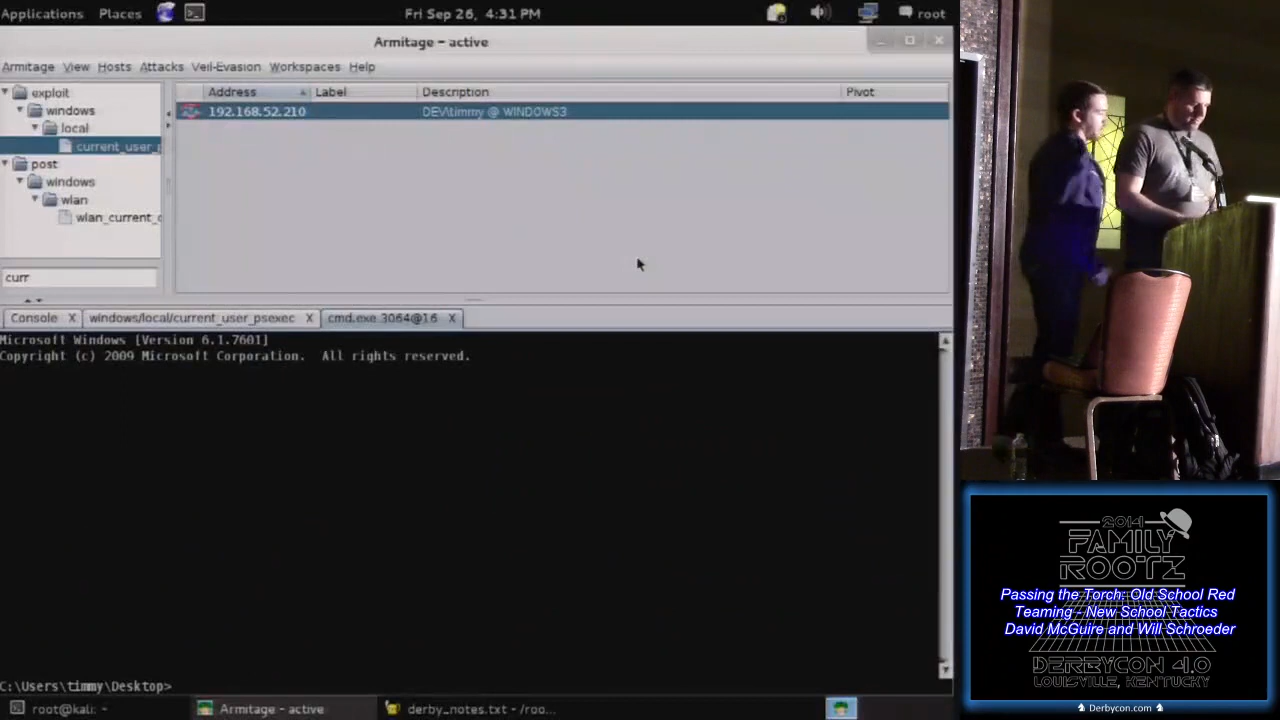 Applications Places Fri Sep 26, 4:31 PM root
Armitage - active
Armitage View Hosts Attacks Veil-Evasion Workspaces Help
exploit
windows
local
current_user_p
post
windows
wlan
wlan_current_c
curr
Address Label Description Pivot
192.168.52.210 DEV\timmy @ WINDOWS3
Console X windows/local/current_user_psexec X cmd.exe 3064@16 X
Microsoft Windows [Version 6.1.7601]
Copyright (c) 2009 Microsoft Corporation. All rights reserved.
C:\Users\timmy\Desktop>
root@kali: Armitage - active derby_notes.txt - /roo...
2014
FAMILY
ROOTZ
Passing the Torch: Old School Red
Teaming - New School Tactics
David McGuire and Will Schroeder
DERBYCON 4.0
LOUISVILLE, KENTUCKY
Derbycon.com